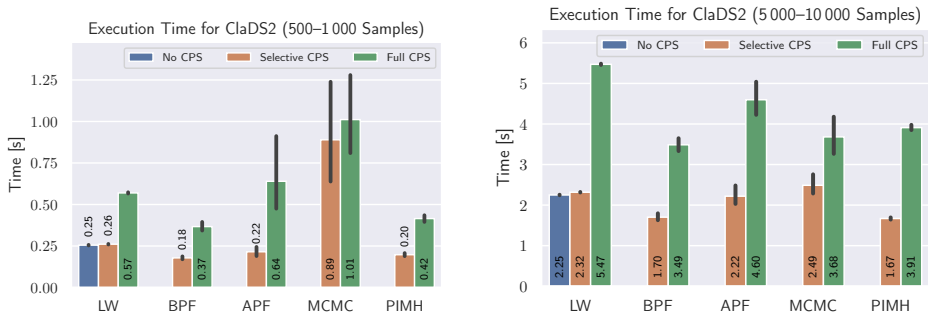 Execution Time for ClaDS2 (500–1 000 Samples)
No CPS Selective CPS Full CPS
Time [s]
1.25
1.00
0.75
0.50
0.25
0.00
0.25 0.26 0.57 0.18 0.37 0.22 0.64 0.89 1.01 0.20 0.42
LW BPF APF MCMC PIMH
Execution Time for ClaDS2 (5 000–10 000 Samples)
No CPS Selective CPS Full CPS
Time [s]
6
5
4
3
2
1
0
2.25 2.32 5.47 1.70 3.49 2.22 4.60 2.49 3.68 1.67 3.91
LW BPF APF MCMC PIMH